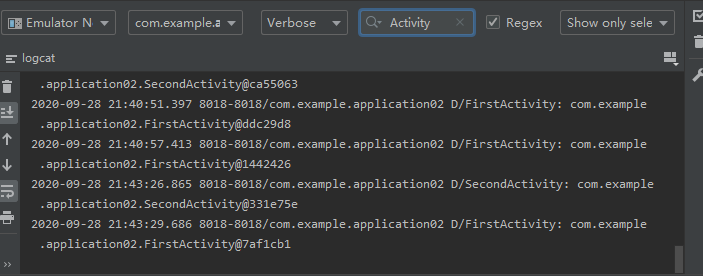 Emulator N
com.example.a
Verbose
Activity
Regex
Show only sele
logcat
.application02.SecondActivity@ca55063
2020-09-28 21:40:51.397 8018-8018/com.example.application02 D/FirstActivity: com.example
.application02.FirstActivity@ddc29d8
2020-09-28 21:40:57.413 8018-8018/com.example.application02 D/FirstActivity: com.example
.application02.FirstActivity@1442426
2020-09-28 21:43:26.865 8018-8018/com.example.application02 D/SecondActivity: com.example
.application02.SecondActivity@331e75e
2020-09-28 21:43:29.686 8018-8018/com.example.application02 D/FirstActivity: com.example
.application02.FirstActivity@7af1cb1